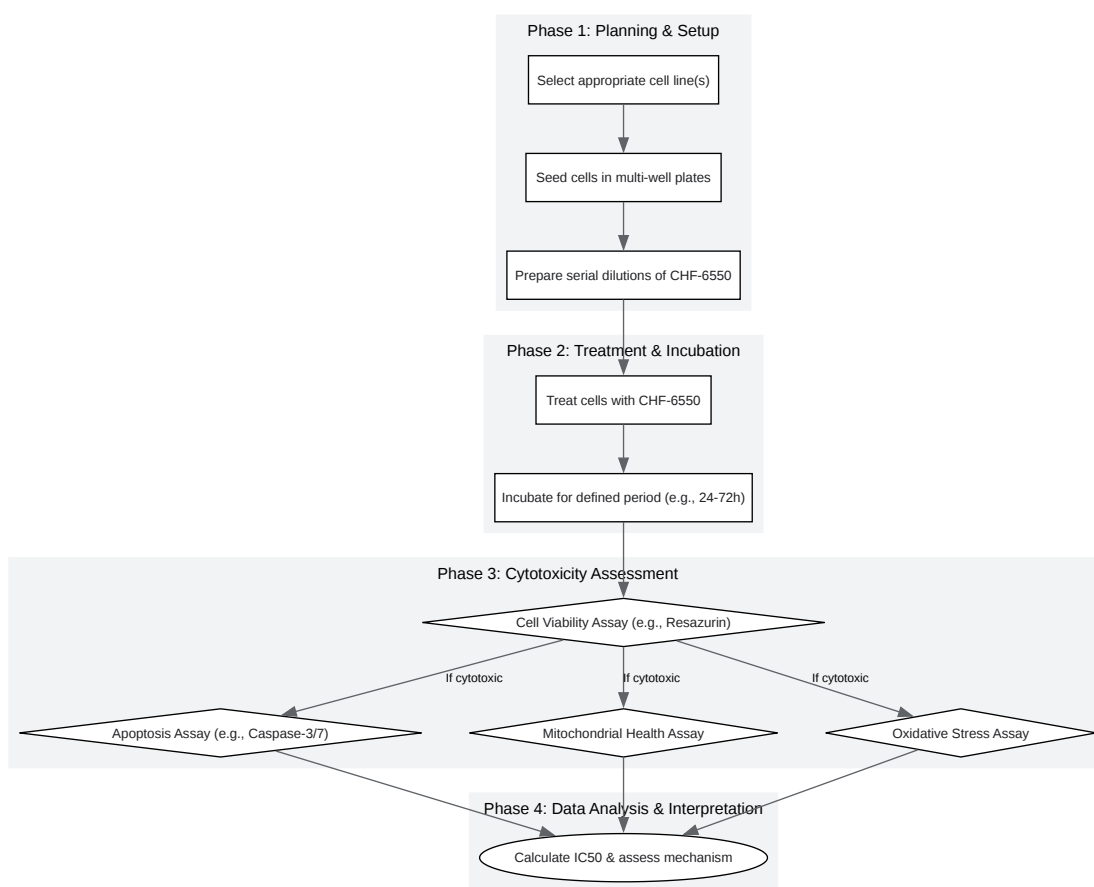 Phase 1: Planning & Setup
Select appropriate cell line(s)
Seed cells in multi-well plates
Prepare serial dilutions of CHF-6550
Phase 2: Treatment & Incubation
Treat cells with CHF-6550
Incubate for defined period (e.g., 24-72h)
Phase 3: Cytotoxicity Assessment
Cell Viability Assay (e.g., Resazurin)
If cytotoxic
If cytotoxic
If cytotoxic
Apoptosis Assay (e.g., Caspase-3/7)
Mitochondrial Health Assay
Oxidative Stress Assay
Phase 4: Data Analysis & Interpretation
Calculate IC50 & assess mechanism